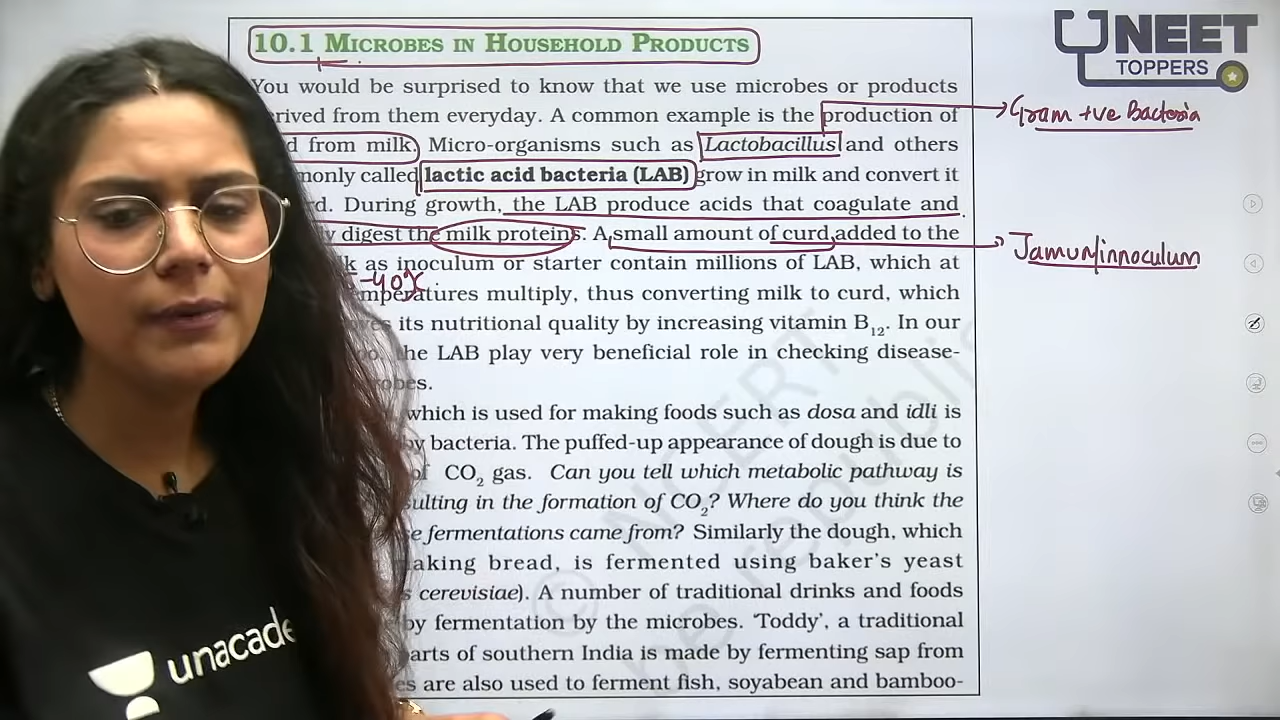 10.1 MICROBES IN HOUSEHOLD PRODUCTS
NEET
TOPPERS
You would be surprised to know that we use microbes or products
rived from them everyday. A common example is the production of
Gram +ve Bacteria
d from milk. Micro-organisms such as Lactobacillus and others
monly called lactic acid bacteria (LAB) grow in milk and convert it
rd. During growth, the LAB produce acids that coagulate and
y digest the milk proteins. A small amount of curd added to the
Jamun/innoculum
k as inoculum or starter contain millions of LAB, which at
-40°C
mperatures multiply, thus converting milk to curd, which
ves its nutritional quality by increasing vitamin B12. In our
oo, the LAB play very beneficial role in checking disease-
robes.
which is used for making foods such as dosa and idli is
by bacteria. The puffed-up appearance of dough is due to
of CO2 gas. Can you tell which metabolic pathway is
sulting in the formation of CO2? Where do you think the
se fermentations came from? Similarly the dough, which
aking bread, is fermented using baker's yeast
s cerevisiae). A number of traditional drinks and foods
by fermentation by the microbes. 'Toddy', a traditional
arts of southern India is made by fermenting sap from
es are also used to ferment fish, soyabean and bamboo-
© NCERT
be republis
unacade